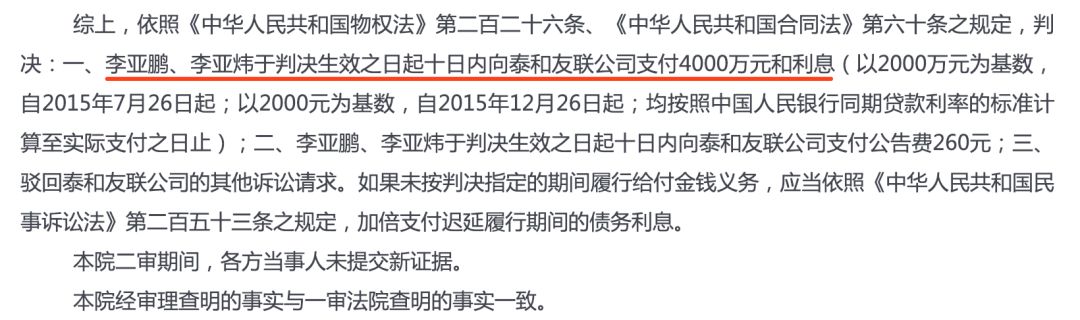 综上，依照《中华人民共和国物权法》第二百二十六条、《中华人民共和国合同法》第六十条之规定，判
决：一、李亚鹏、李亚炜于判决生效之日起十日内向泰和友联公司支付4000万元和利息（以2000万元为基数，
自2015年7月26日起；以2000元为基数，自2015年12月26日起；均按照中国人民银行同期贷款利率的标准计
算至实际支付之日止）；二、李亚鹏、李亚炜于判决生效之日起十日内向泰和友联公司支付公告费260元；三、
驳回泰和友联公司的其他诉讼请求。如果未按判决指定的期间履行给付金钱义务，应当依照《中华人民共和国民
事诉讼法》第二百五十三条之规定，加倍支付迟延履行期间的债务利息。
本院二审期间，各方当事人未提交新证据。
本院经审理查明的事实与一审法院查明的事实一致。